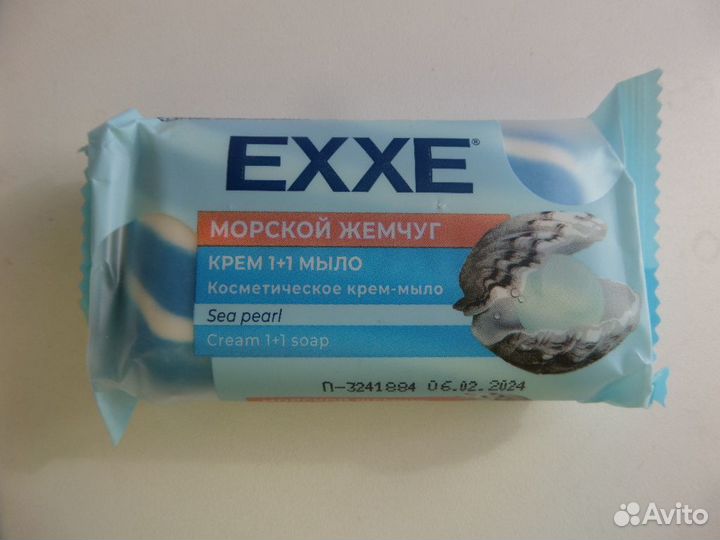 EXXE®
МОРСКОЙ ЖЕМЧУГ
КРЕМ 1+1 МЫЛО
Косметическое крем-мыло
Sea pearl
Cream 1+1 soap
П-3241884 06.02.2024
Avito